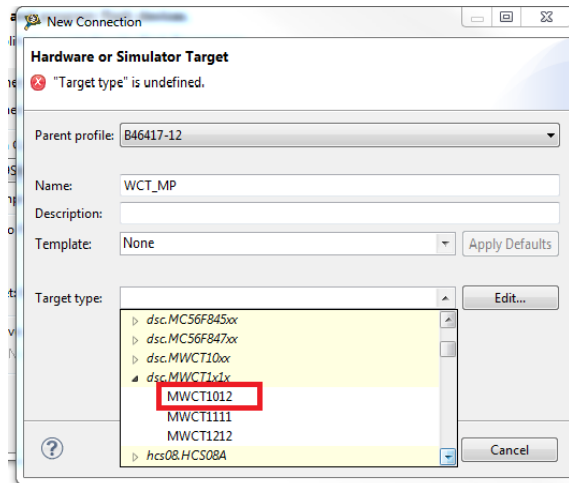 New Connection
Hardware or Simulator Target
"Target type" is undefined.
Parent profile: B46417-12
Name: WCT_MP
Description:
Template: None Apply Defaults
Target type: Edit...
dsc.MC56F845xx
dsc.MC56F847xx
dsc.MWCT10xx
dsc.MWCT1x1x
MWCT1012
MWCT1111
MWCT1212
hcs08.HCS08A
? Cancel